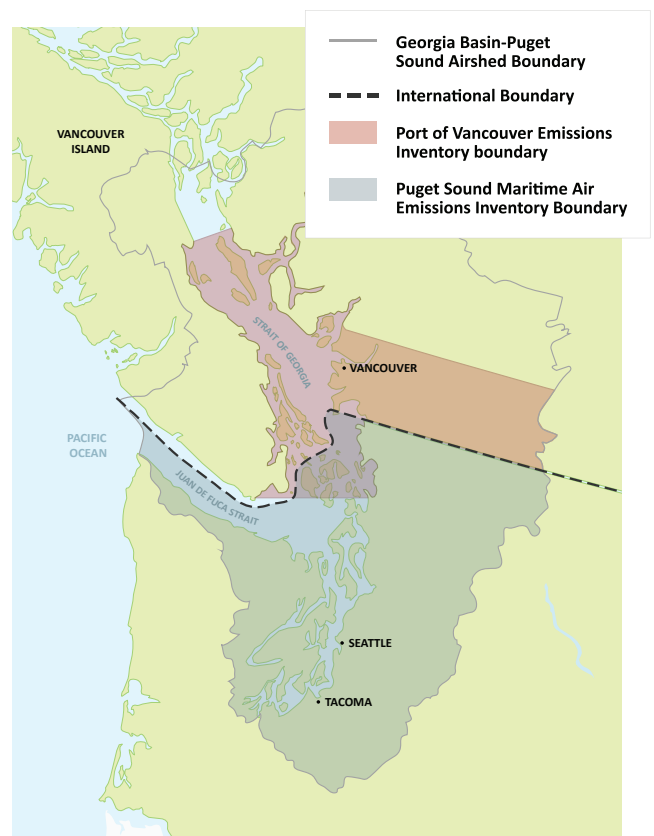 Georgia Basin-Puget
Sound Airshed Boundary
International Boundary
Port of Vancouver Emissions
Inventory boundary
Puget Sound Maritime Air
Emissions Inventory Boundary
VANCOUVER
ISLAND
STRAIT OF GEORGIA
VANCOUVER
PACIFIC
OCEAN
JUAN DE FUCA STRAIT
SEATTLE
TACOMA